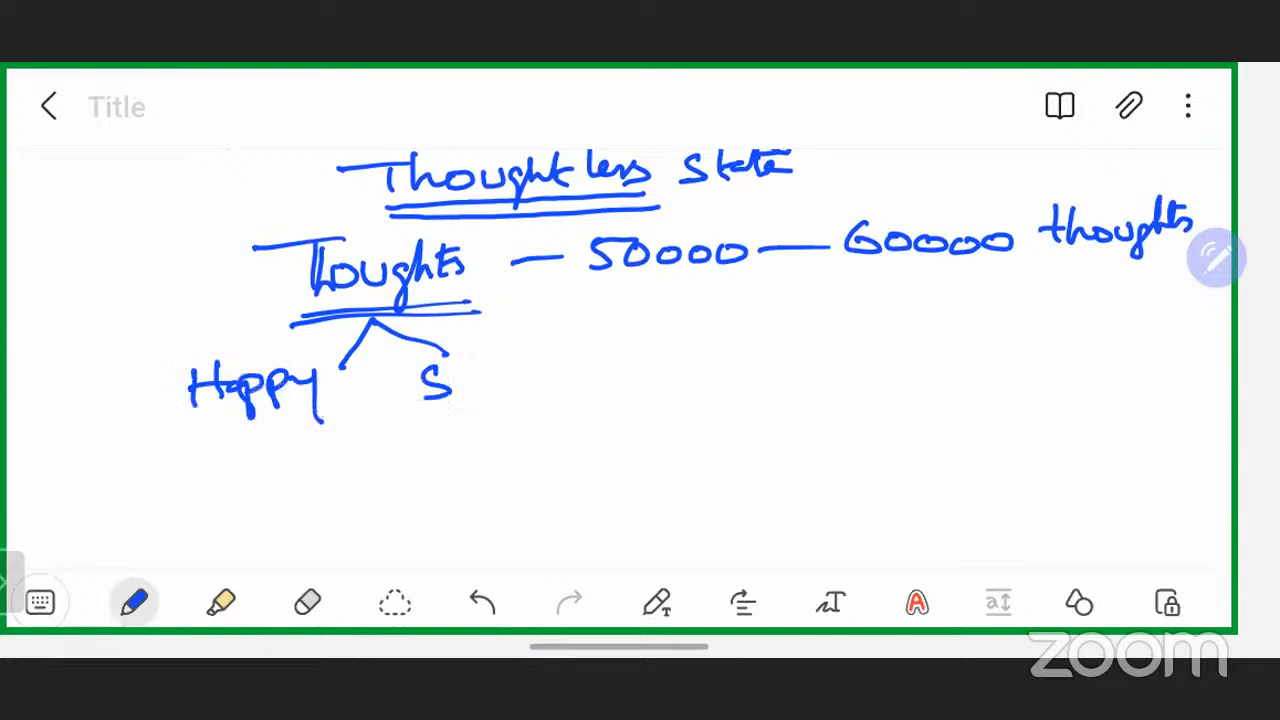 Title
Thoughtless state
Thoughts — 50000 — 60000 thoughts
Happy S
zoom